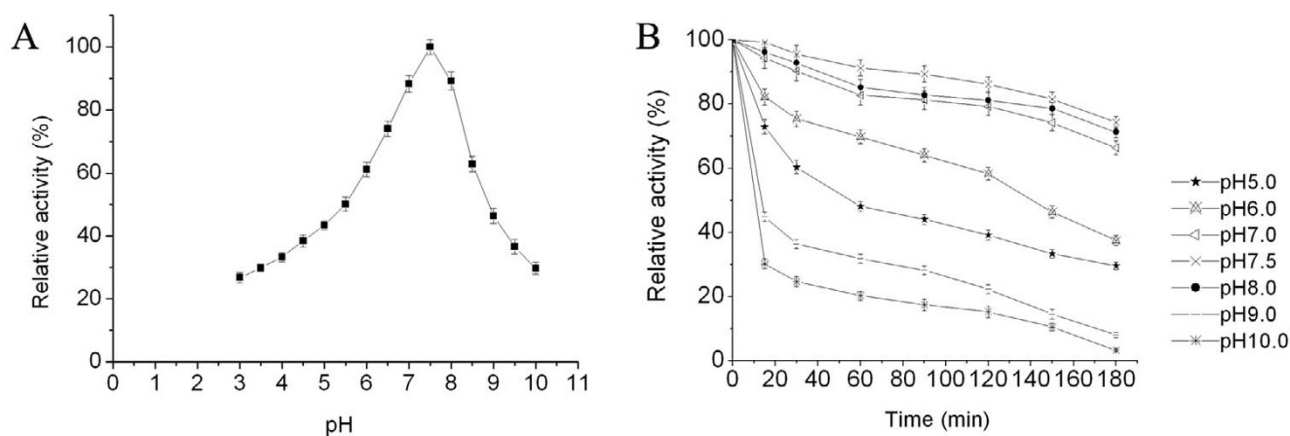 A
Relative activity (%)
100
80
60
40
20
0
0 1 2 3 4 5 6 7 8 9 10 11
pH
B
Relative activity (%)
100
80
60
40
20
0
0 20 40 60 80 100 120 140 160 180
Time (min)
pH5.0
pH6.0
pH7.0
pH7.5
pH8.0
pH9.0
pH10.0